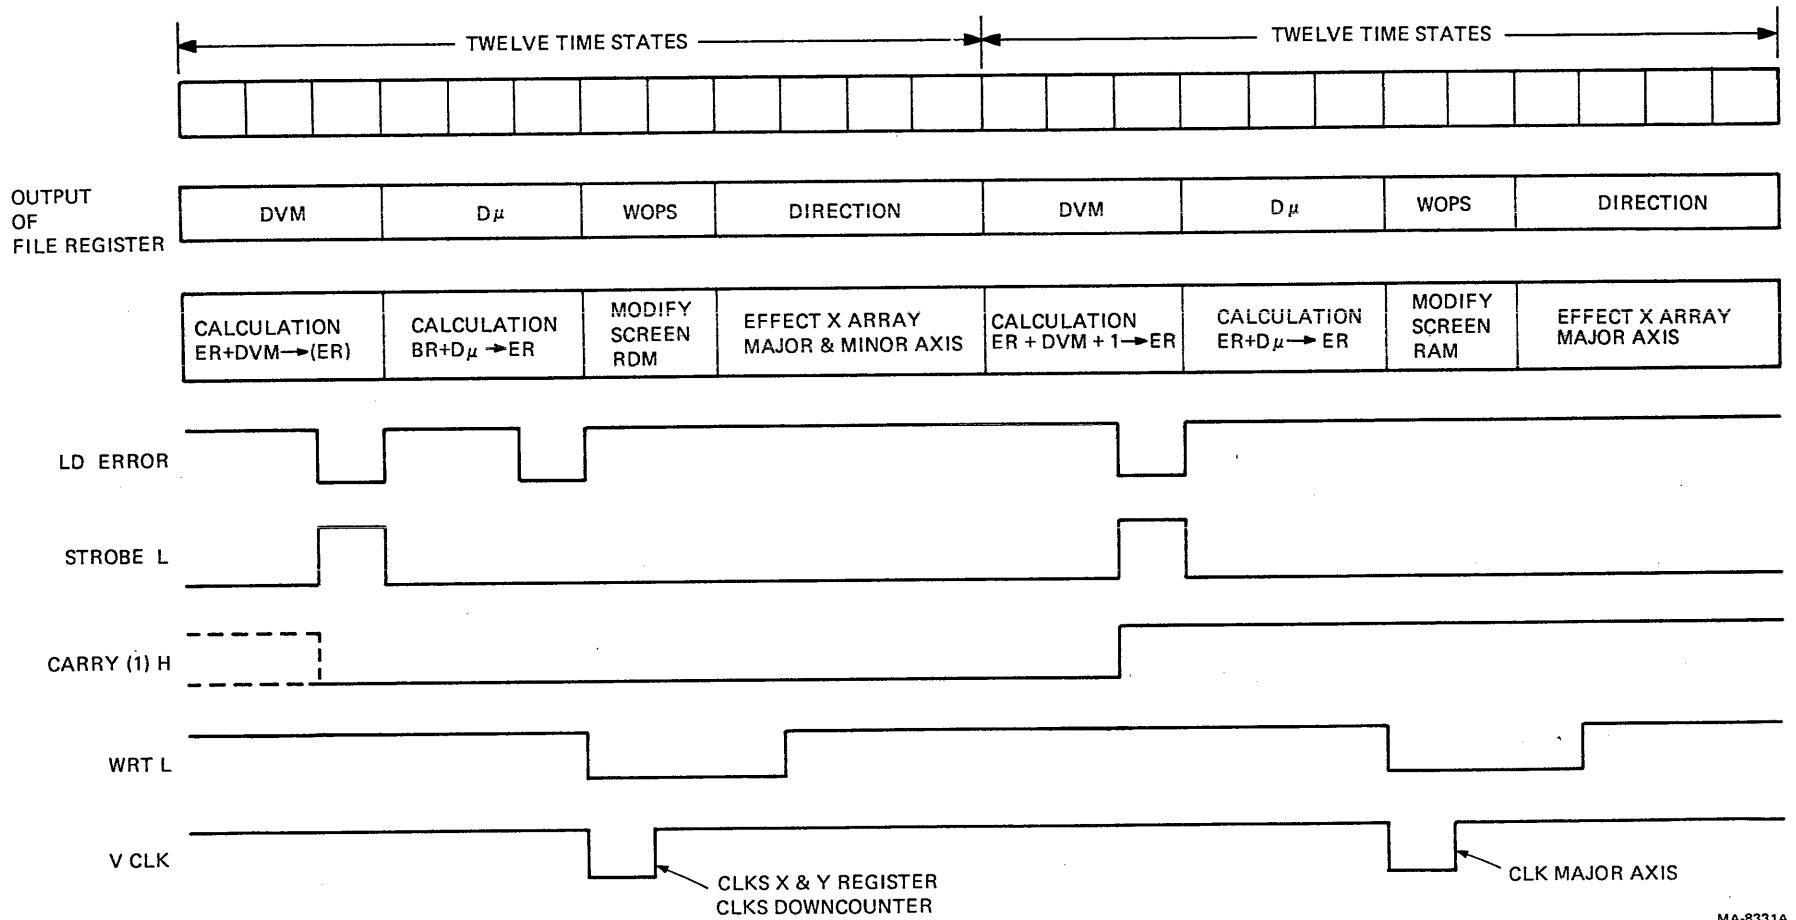 TWELVE TIME STATES
TWELVE TIME STATES
OUTPUT
OF
FILE REGISTER
DVM
Dμ
WOPS
DIRECTION
DVM
Dμ
WOPS
DIRECTION
CALCULATION
ER+DVM→(ER)
CALCULATION
BR+Dμ →ER
MODIFY
SCREEN
RDM
EFFECT X ARRAY
MAJOR & MINOR AXIS
CALCULATION
ER + DVM + 1→ER
CALCULATION
ER+Dμ→ ER
MODIFY
SCREEN
RAM
EFFECT X ARRAY
MAJOR AXIS
LD ERROR
STROBE L
CARRY (1) H
WRT L
V CLK
CLKS X & Y REGISTER
CLKS DOWNCOUNTER
CLK MAJOR AXIS
MA-8331A